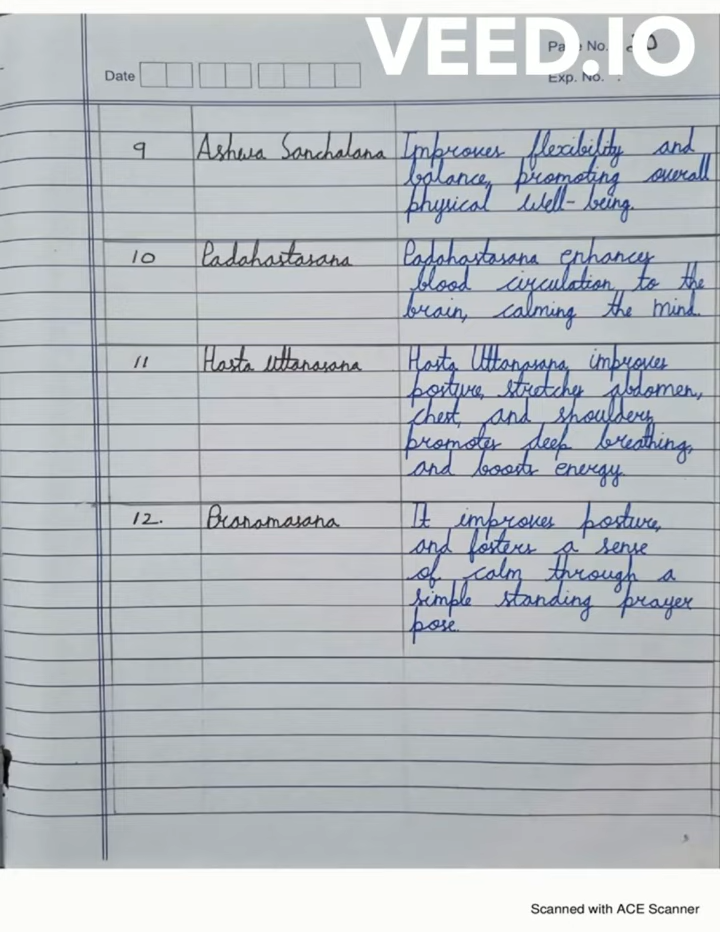 VEED.IO
Page No. 20
Date
Exp. No.
9 Ashwa Sanchalana Improves flexibility and
balance, promoting overall
physical well-being.
10 Padahastasana Padahastasana enhances
blood circulation to the
brain, calming the mind.
11 Hasta Uttanasana Hasta Uttanasana improves
posture, stretches abdomen,
chest, and shoulders,
promotes deep breathing,
and boosts energy.
12. Pranamasana It improves posture,
and fosters a sense
of calm through a
simple standing prayer
pose.
Scanned with ACE Scanner